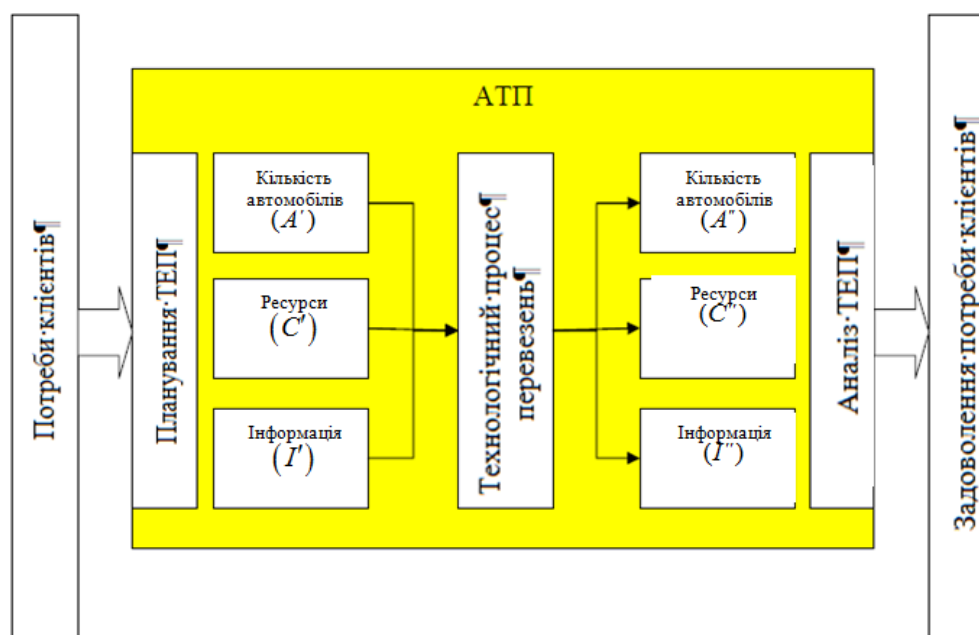 АТП
Потреби·клієнтів¶
Планування·ТЕП¶
Кількість
автомобілів
(A')
Ресурси
(C')
Інформація
(I')
Технологічний·процес¶
перевезень¶
Кількість
автомобілів
(A")
Ресурси
(C")
Інформація
(I")
Аналіз·ТЕП¶
Задоволення·потреби·клієнтів¶